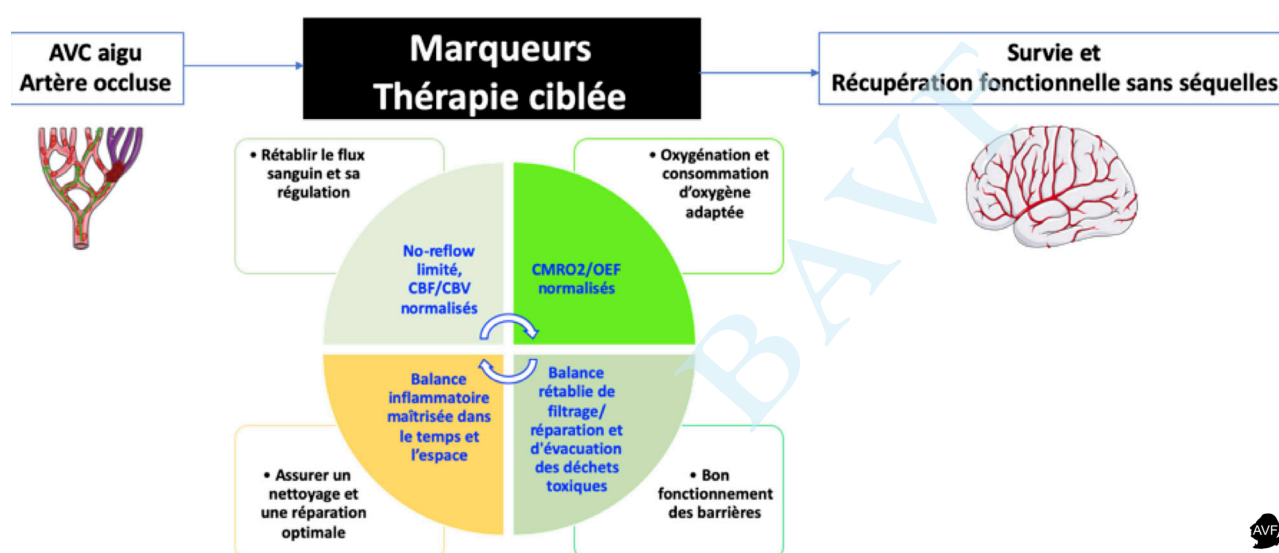 AVC aigu
Artère occluse
Marqueurs
Thérapie ciblée
Survie et
Récupération fonctionnelle sans séquelles
• Rétablir le flux
sanguin et sa
régulation
• Oxygénation et
consommation
d'oxygène
adaptée
No-reflow
limité,
CBF/CBV
normalisés
CMRO2/OEF
normalisés
Balance
inflammatoire
maîtrisée dans
le temps et
l'espace
Balance
rétablie de
filtrage/
réparation et
d'évacuation
des déchets
toxiques
• Assurer un
nettoyage et
une réparation
optimale
• Bon
fonctionnement
des barrières
BAVF
AVF